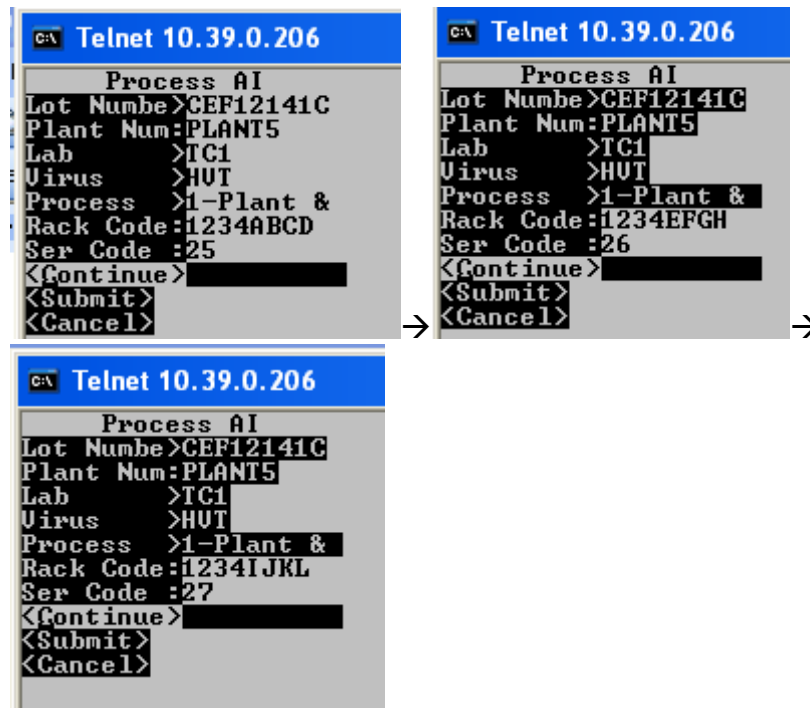 Telnet 10.39.0.206
Process AI
Lot Numbe>CEF12141C
Plant Num:PLANT5
Lab >TC1
Virus >HVT
Process >1-Plant &
Rack Code:1234ABCD
Ser Code :25
<Continue>
<Submit>
<Cancel>
→
Telnet 10.39.0.206
Process AI
Lot Numbe>CEF12141C
Plant Num:PLANT5
Lab >TC1
Virus >HVT
Process >1-Plant &
Rack Code:1234EFGH
Ser Code :26
<Continue>
<Submit>
<Cancel>
→
Telnet 10.39.0.206
Process AI
Lot Numbe>CEF12141C
Plant Num:PLANT5
Lab >TC1
Virus >HVT
Process >1-Plant &
Rack Code:1234IJKL
Ser Code :27
<Continue>
<Submit>
<Cancel>